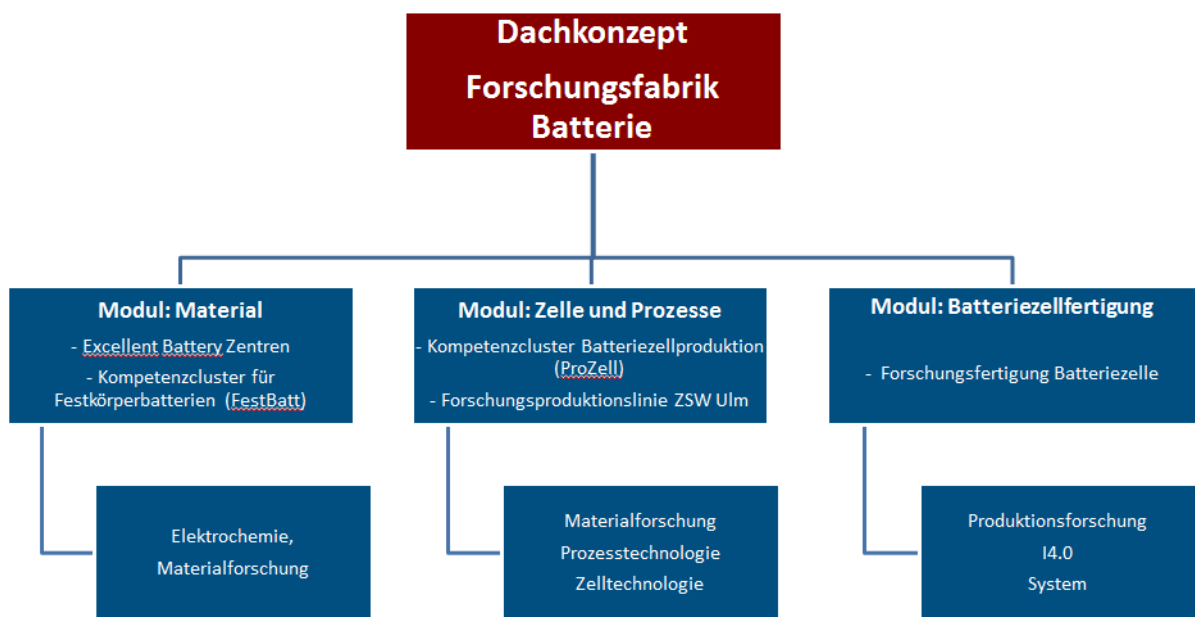 Dachkonzept
Forschungsfabrik
Batterie
Modul: Material
- Excellent Battery Zentren
- Kompetenzcluster für
Festkörperbatterien (FestBatt)
Modul: Zelle und Prozesse
- Kompetenzcluster Batteriezellproduktion
(ProZell)
- Forschungsproduktionslinie ZSW Ulm
Modul: Batteriezellfertigung
- Forschungsfertigung Batteriezelle
Elektrochemie,
Materialforschung
Materialforschung
Prozesstechnologie
Zelltechnologie
Produktionsforschung
I4.0
System